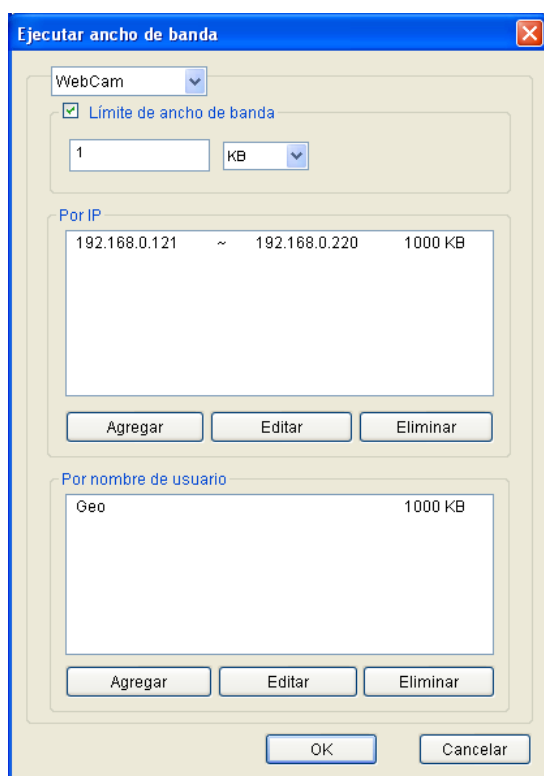 Ejecutar ancho de banda
WebCam
Límite de ancho de banda
1 KB
Por IP
192.168.0.121 ~ 192.168.0.220 1000 KB
Agregar Editar Eliminar
Por nombre de usuario
Geo 1000 KB
Agregar Editar Eliminar
OK Cancelar